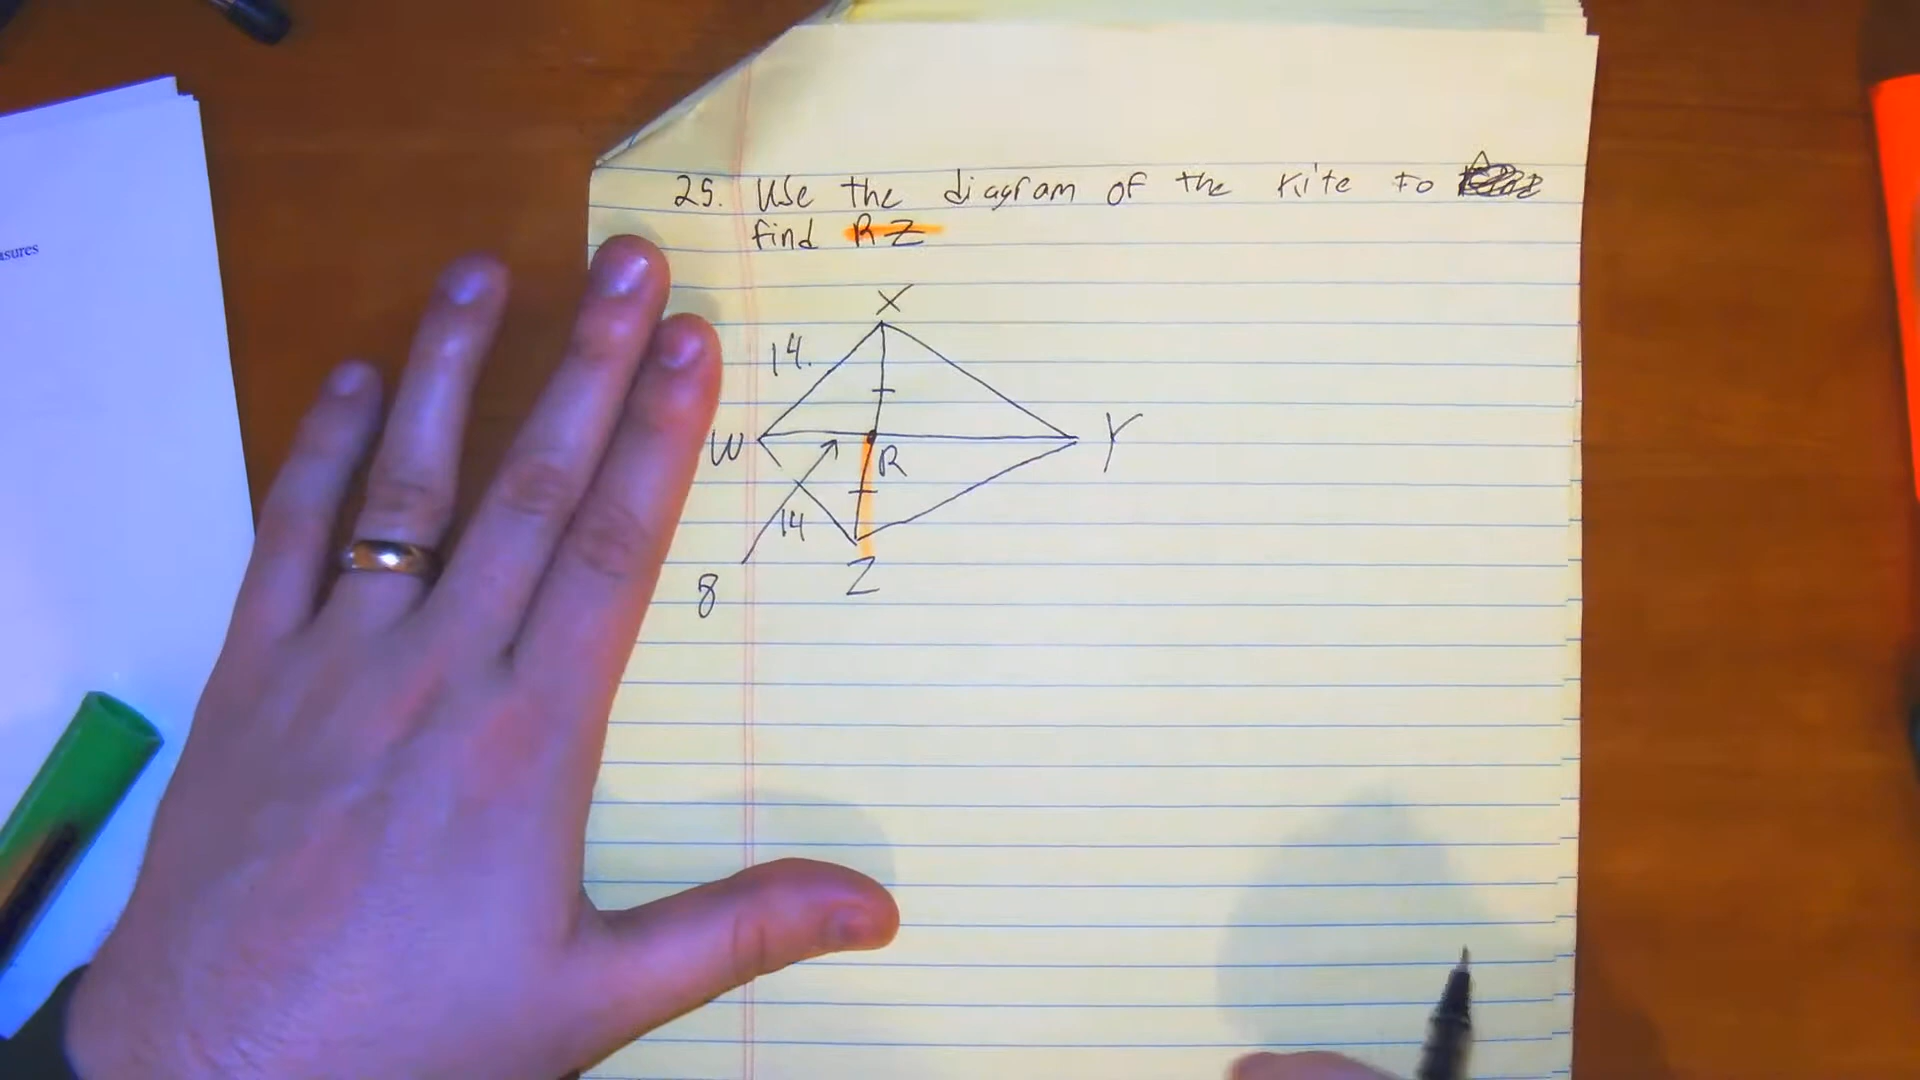 asures
25. Use the diagram of the kite to
find RZ
X
14.
W
Y
R
14
Z
8